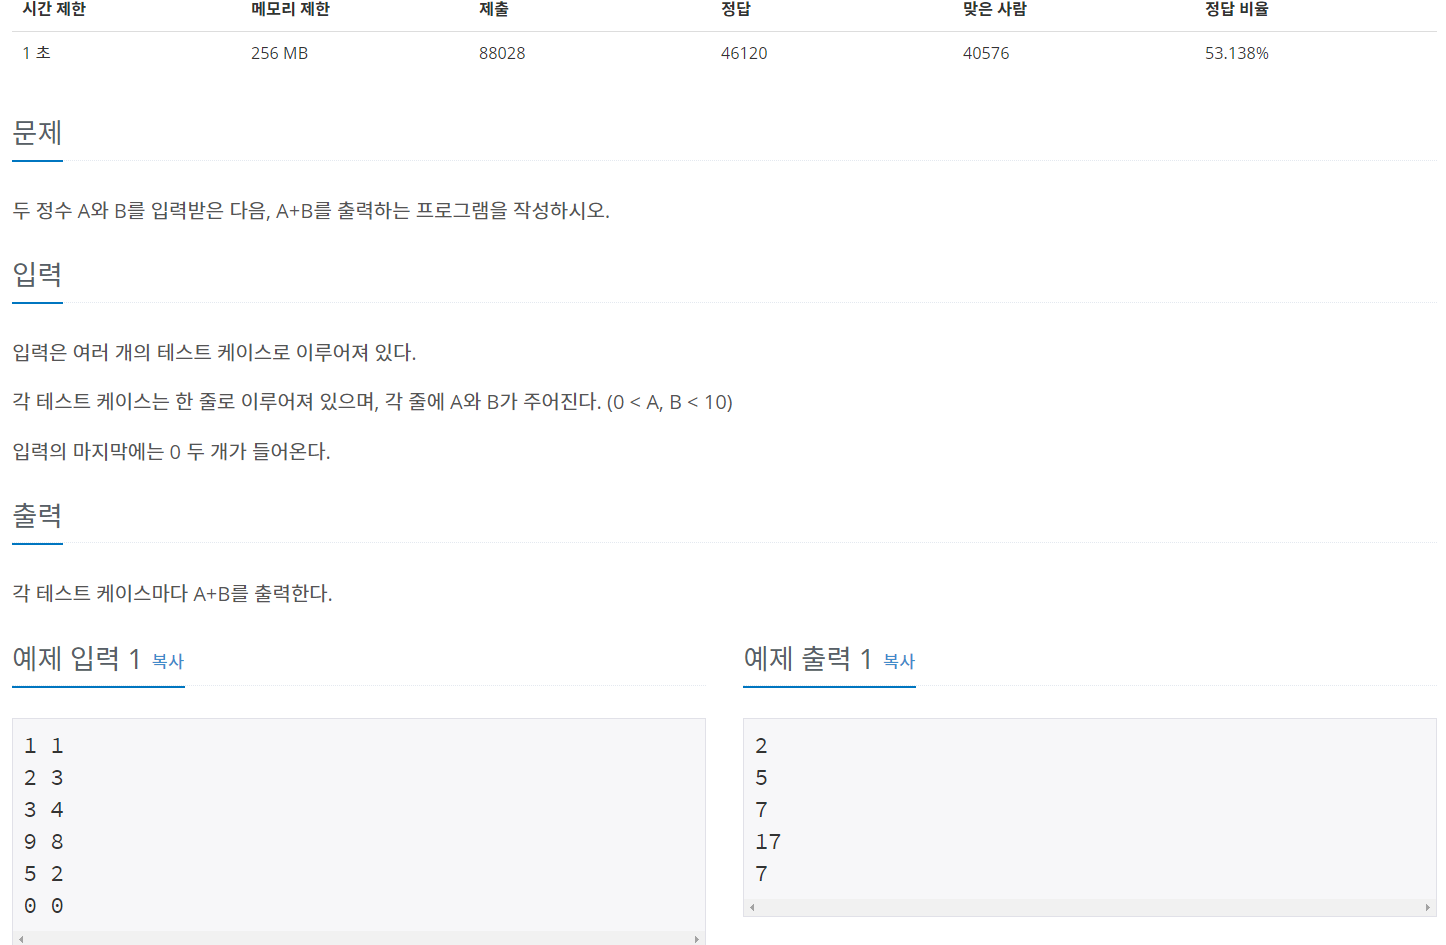 시간 제한 메모리 제한 제출 정답 맞은 사람 정답 비율
1 초 256 MB 88028 46120 40576 53.138%
문제
두 정수 A와 B를 입력받은 다음, A+B를 출력하는 프로그램을 작성하시오.
입력
입력은 여러 개의 테스트 케이스로 이루어져 있다.
각 테스트 케이스는 한 줄로 이루어져 있으며, 각 줄에 A와 B가 주어진다. (0 < A, B < 10)
입력의 마지막에는 0 두 개가 들어온다.
출력
각 테스트 케이스마다 A+B를 출력한다.
예제 입력 1 복사
1 1
2 3
3 4
9 8
5 2
0 0
예제 출력 1 복사
2
5
7
17
7